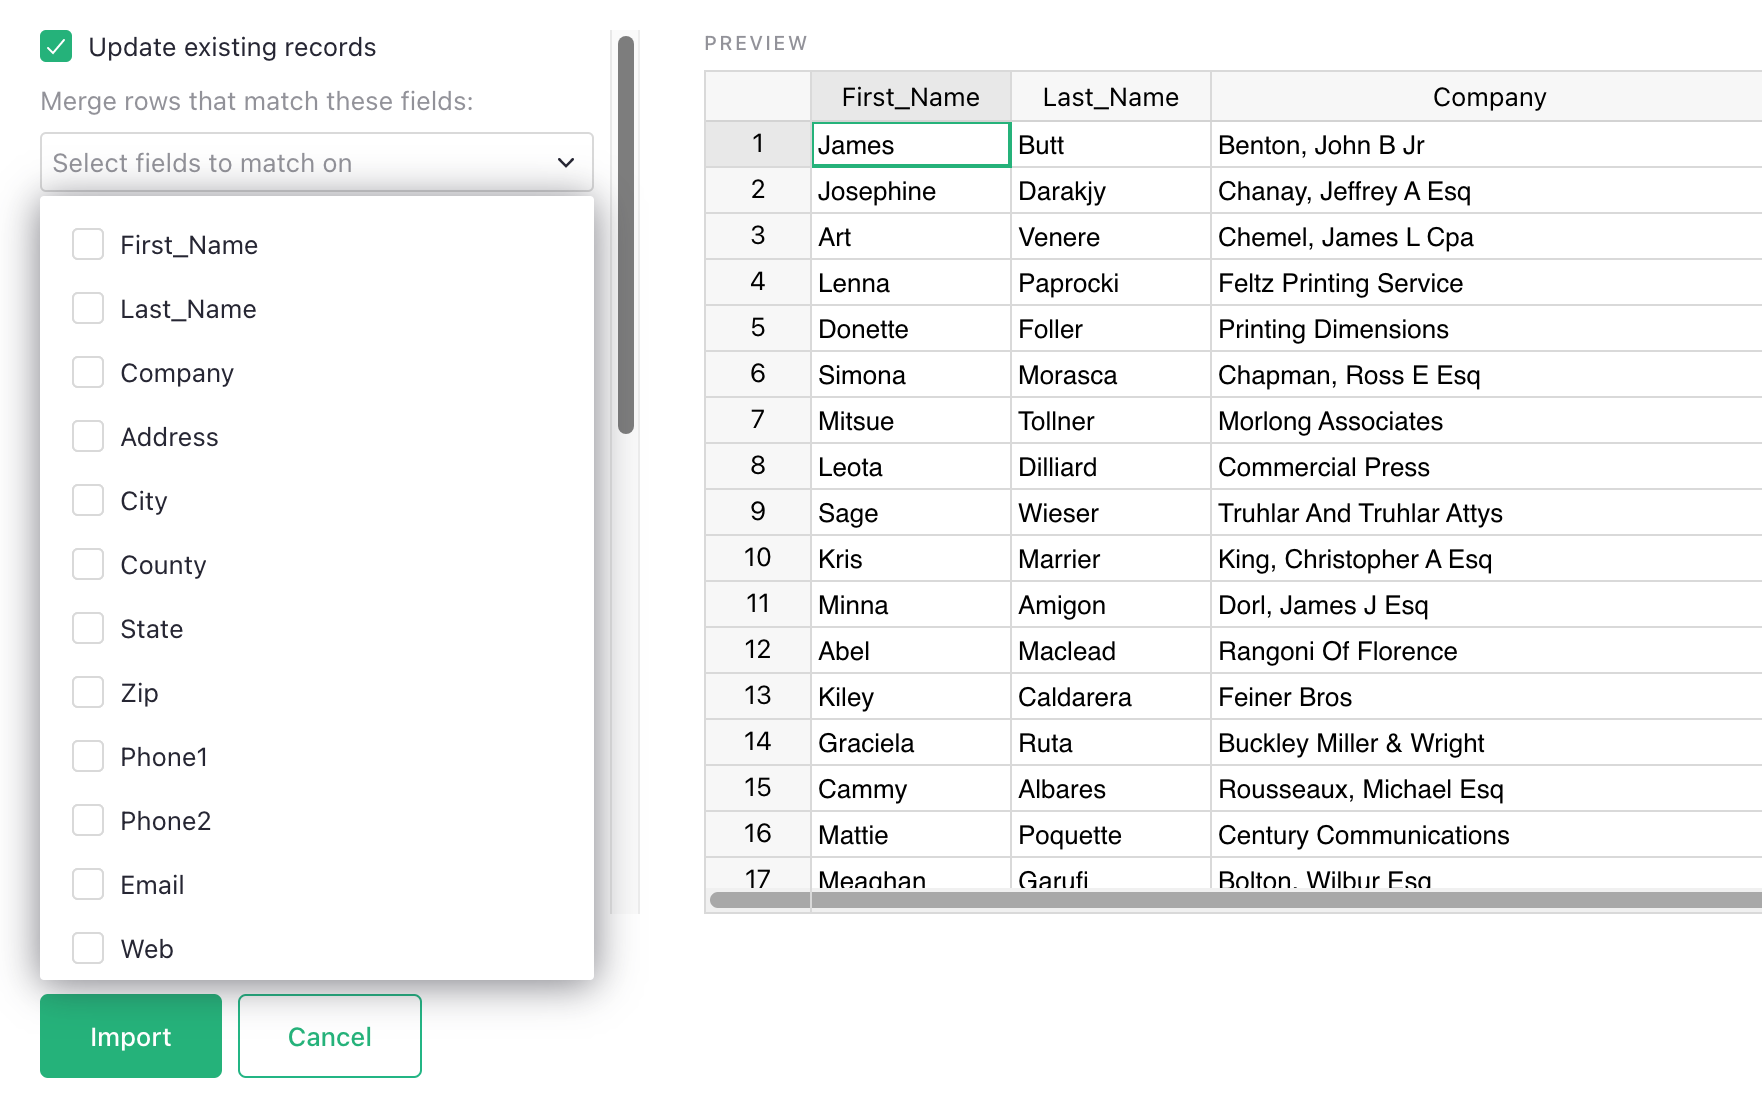 Update existing records
Merge rows that match these fields:
Select fields to match on
First_Name
Last_Name
Company
Address
City
County
State
Zip
Phone1
Phone2
Email
Web
Import Cancel
PREVIEW
First_Name Last_Name Company
1 James Butt Benton, John B Jr
2 Josephine Darakjy Chanay, Jeffrey A Esq
3 Art Venere Chemel, James L Cpa
4 Lenna Paprocki Feltz Printing Service
5 Donette Foller Printing Dimensions
6 Simona Morasca Chapman, Ross E Esq
7 Mitsue Tollner Morlong Associates
8 Leota Dilliard Commercial Press
9 Sage Wieser Truhlar And Truhlar Attys
10 Kris Marrier King, Christopher A Esq
11 Minna Amigon Dorl, James J Esq
12 Abel Maclead Rangoni Of Florence
13 Kiley Caldarera Feiner Bros
14 Graciela Ruta Buckley Miller & Wright
15 Cammy Albares Rousseaux, Michael Esq
16 Mattie Poquette Century Communications
17 Meaghan Garufi Bolton, Wilbur Esq